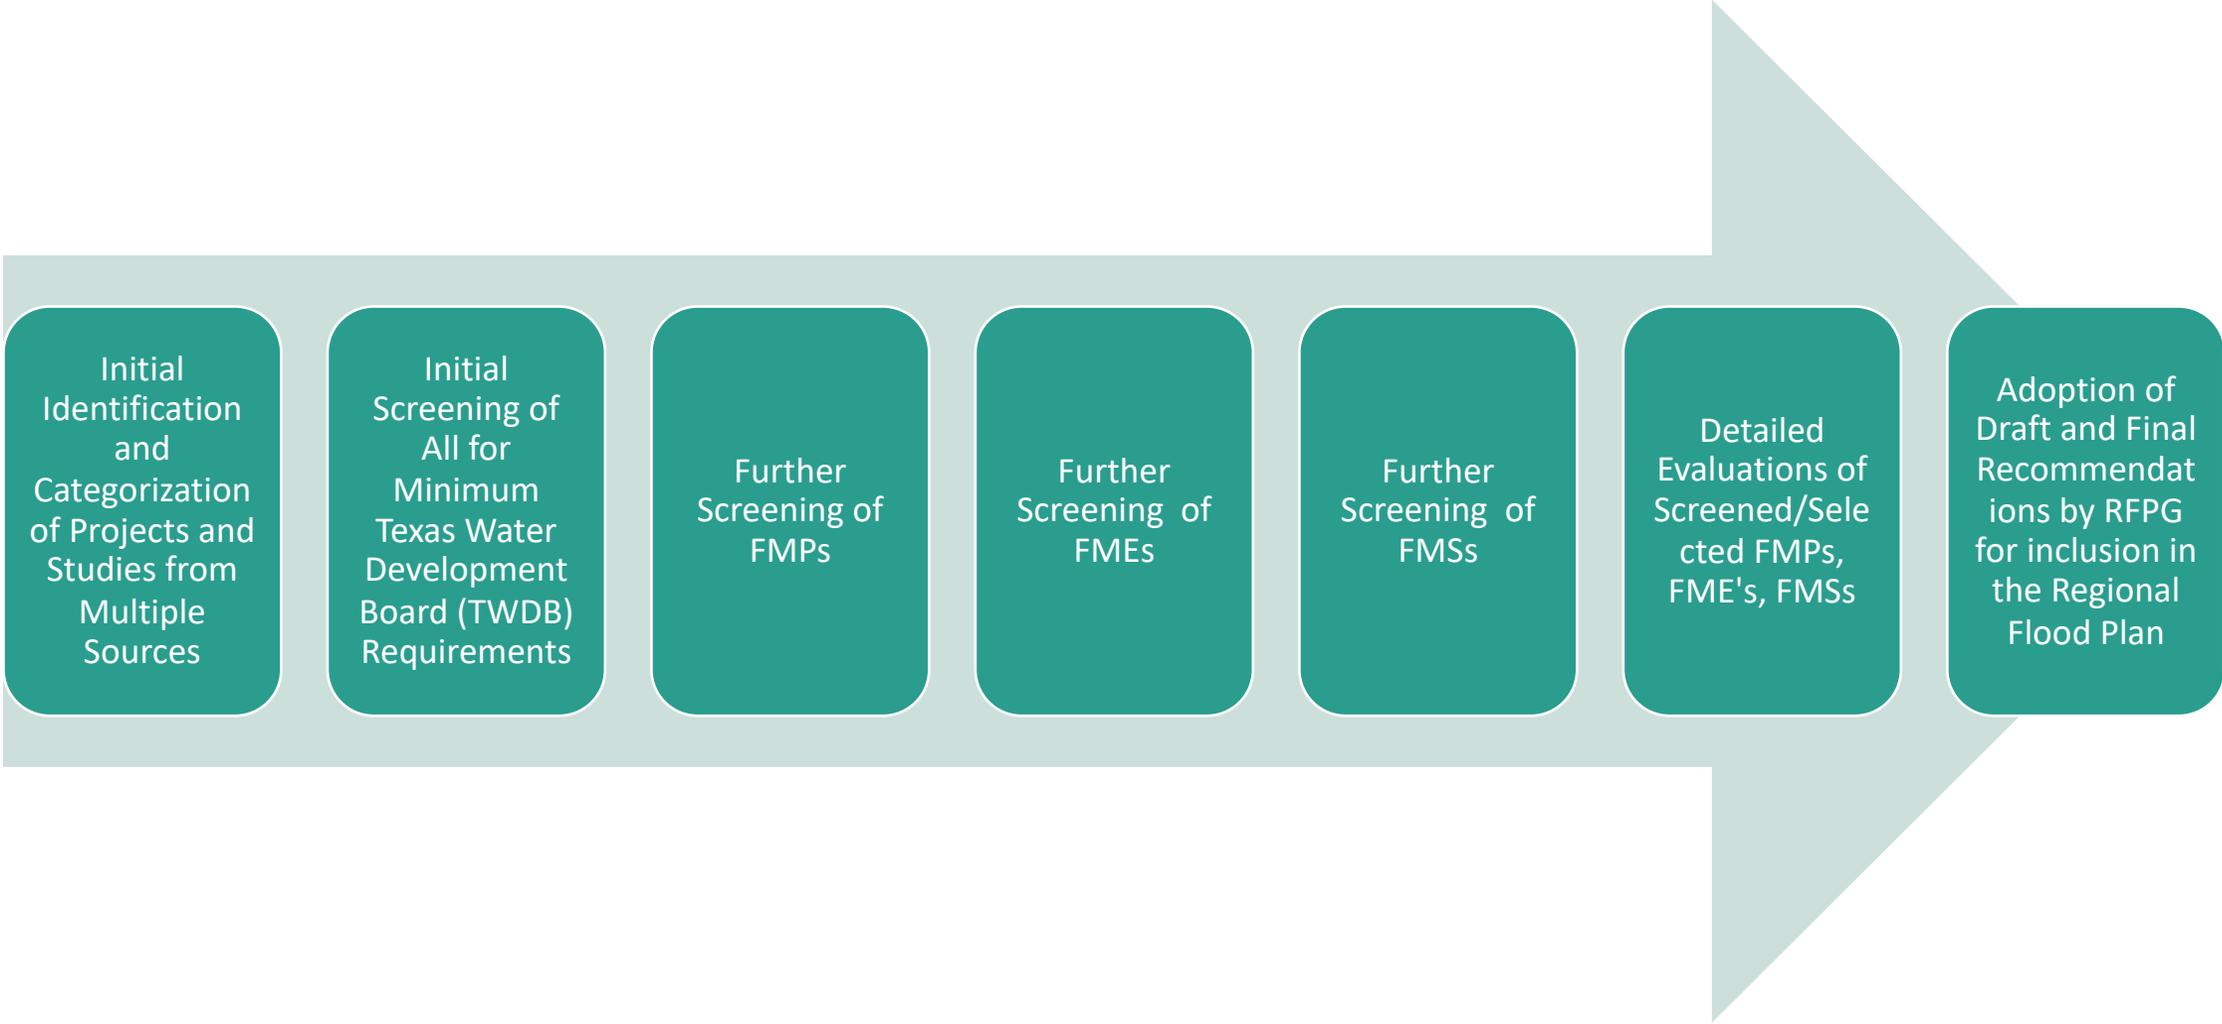 Initial
Identification
and
Categorization
of Projects and
Studies from
Multiple
Sources
Initial
Screening of
All for
Minimum
Texas Water
Development
Board (TWDB)
Requirements
Further
Screening of
FMPs
Further
Screening  of
FMEs
Further
Screening  of
FMSs
Detailed
Evaluations of
Screened/Sele
cted FMPs,
FME's, FMSs
Adoption of
Draft and Final
Recommendat
ions by RFPG
for inclusion in
the Regional
Flood Plan